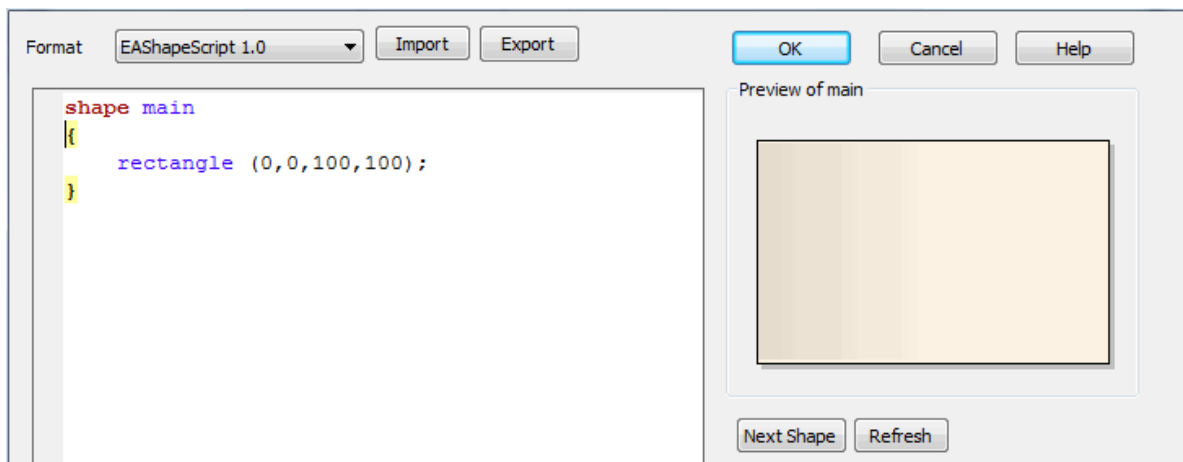 Format EAShapeScript 1.0 Import Export OK Cancel Help
Preview of main
shape main
{
rectangle (0,0,100,100);
}
Next Shape Refresh